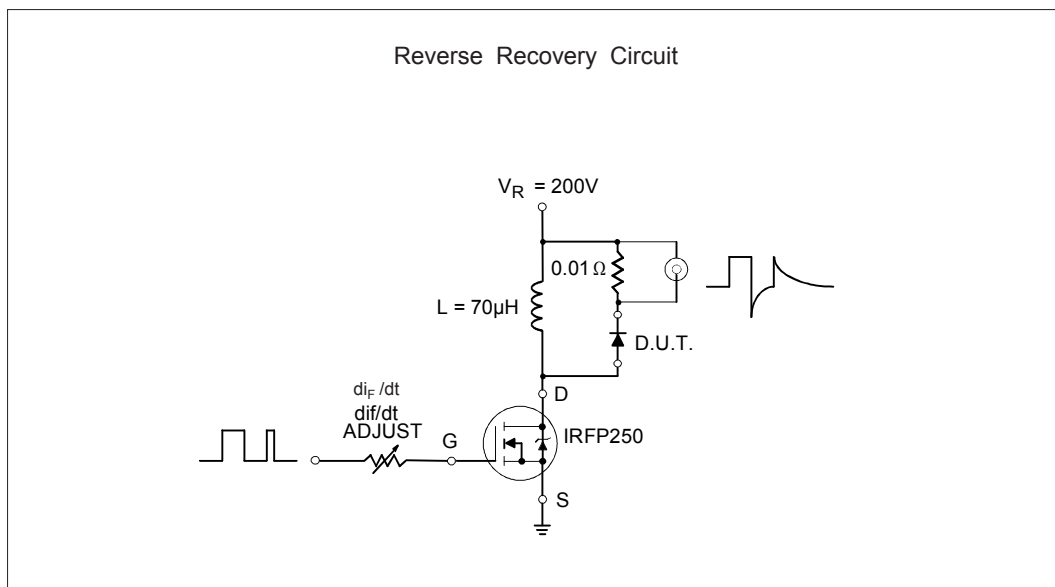 Reverse Recovery Circuit
V_R = 200V
0.01 Ω
L = 70µH
D.U.T.
di_F /dt
dif/dt
ADJUST
D
G
IRFP250
S